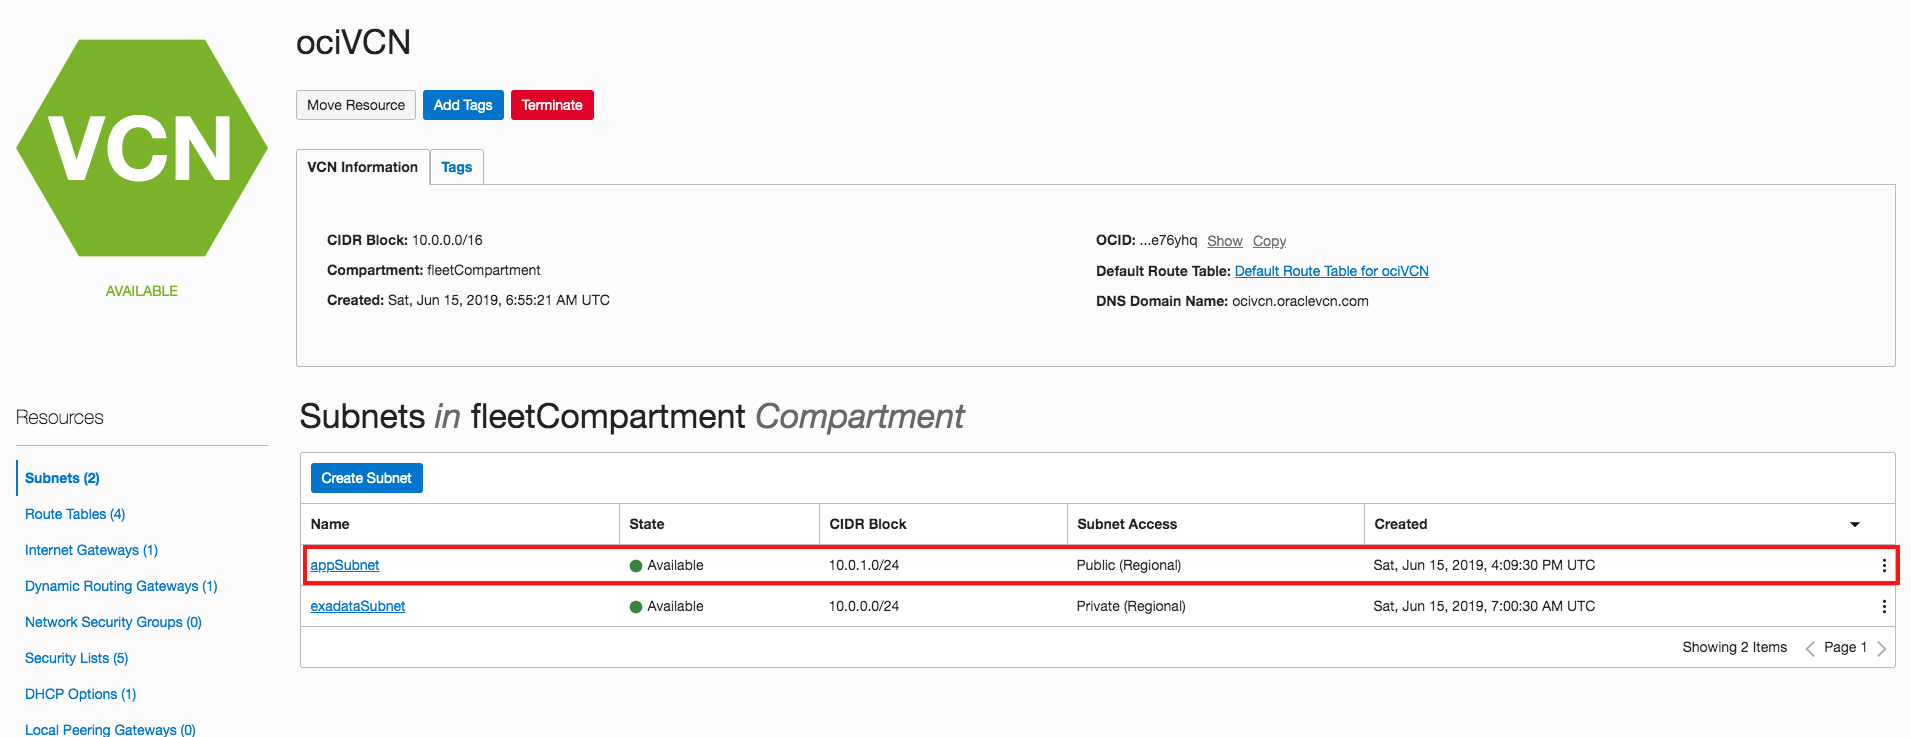 ociVCN
VCN
Move Resource Add Tags Terminate
VCN Information Tags
CIDR Block: 10.0.0.0/16
Compartment: fleetCompartment
Created: Sat, Jun 15, 2019, 6:55:21 AM UTC
OCID: ...e76yhq Show Copy
Default Route Table: Default Route Table for ociVCN
DNS Domain Name: ocivcn.oraclevcn.com
AVAILABLE
Resources
Subnets (2)
Route Tables (4)
Internet Gateways (1)
Dynamic Routing Gateways (1)
Network Security Groups (0)
Security Lists (5)
DHCP Options (1)
Local Peering Gateways (0)
Subnets in fleetCompartment Compartment
Create Subnet
Name State CIDR Block Subnet Access Created
appSubnet Available 10.0.1.0/24 Public (Regional) Sat, Jun 15, 2019, 4:09:30 PM UTC
exadataSubnet Available 10.0.0.0/24 Private (Regional) Sat, Jun 15, 2019, 7:00:30 AM UTC
Showing 2 Items Page 1